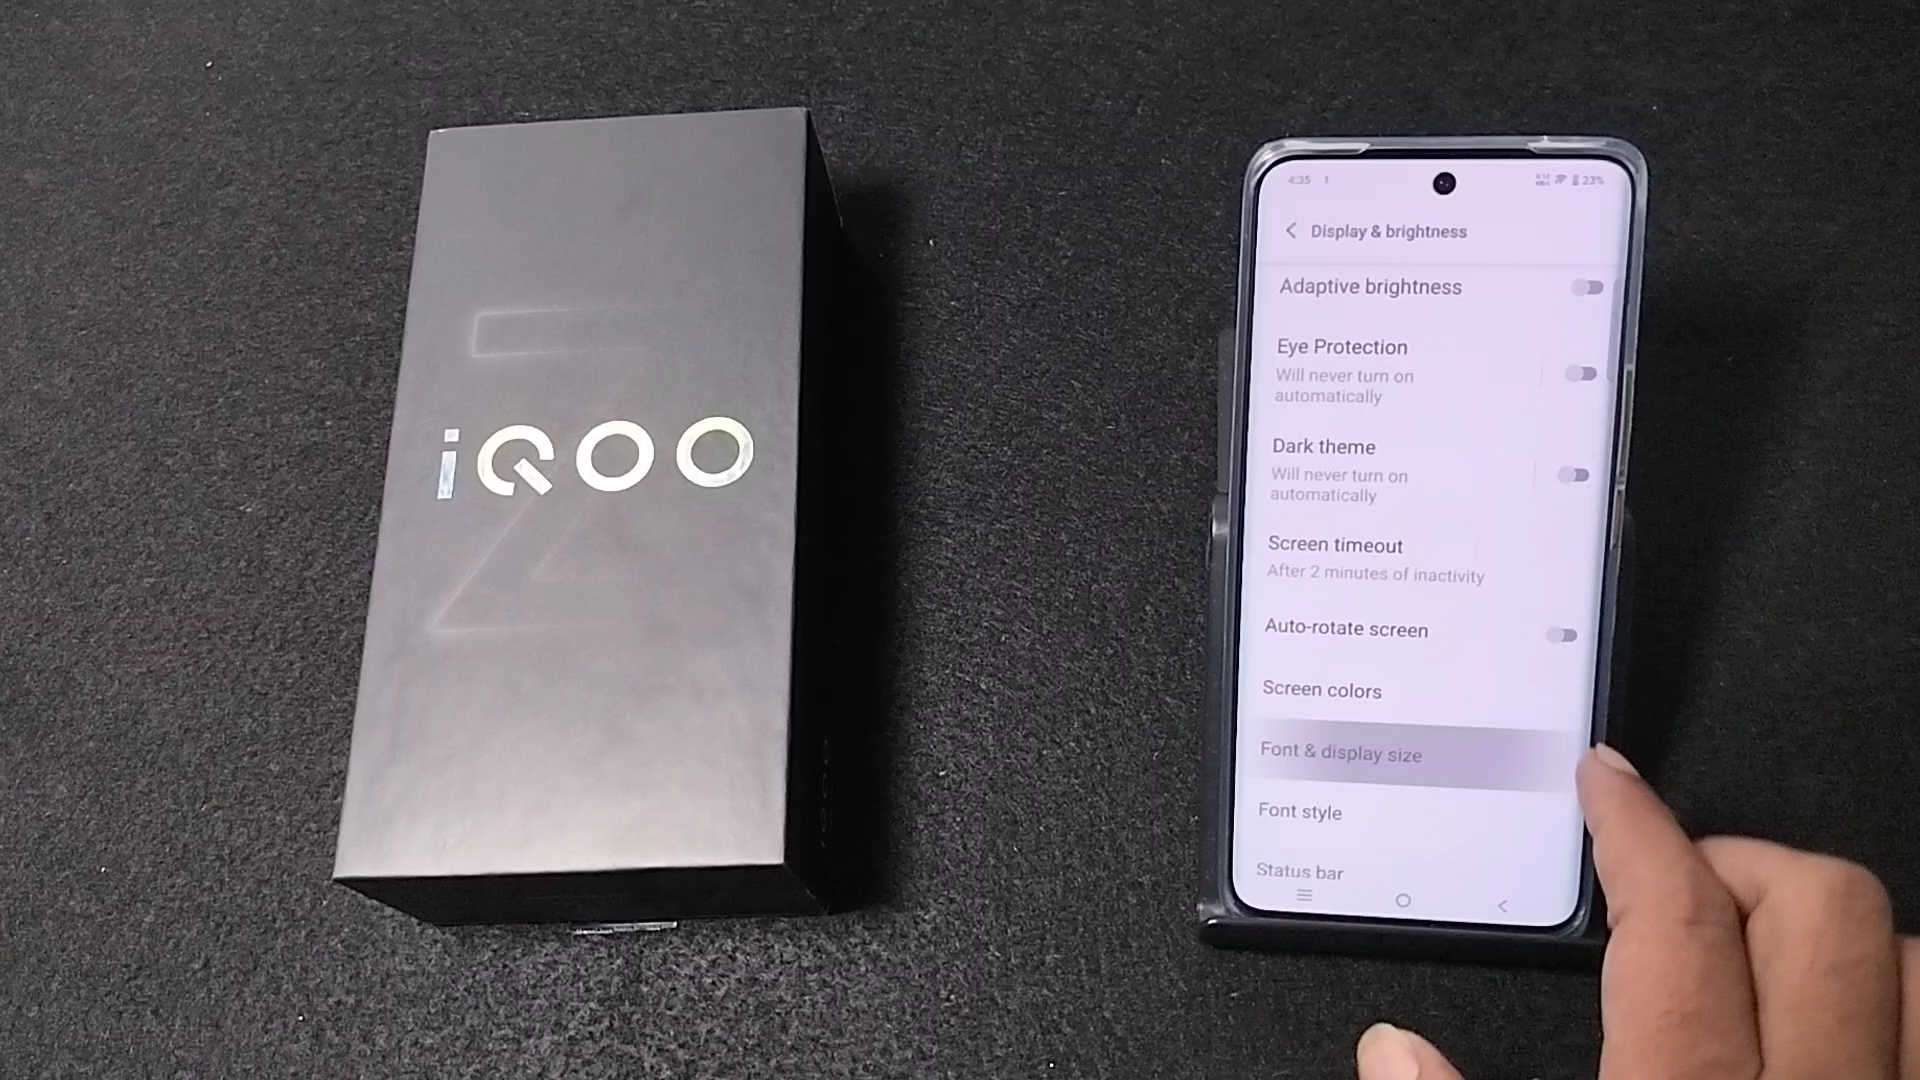 iQOO
4:35
23%
Display & brightness
Adaptive brightness
Eye Protection
Will never turn on
automatically
Dark theme
Will never turn on
automatically
Screen timeout
After 2 minutes of inactivity
Auto-rotate screen
Screen colors
Font & display size
Font style
Status bar